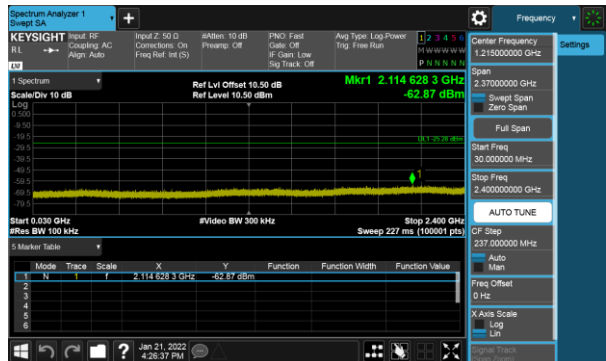 Spectrum Analyzer 1
Swept SA
+
Frequency
KEYSIGHT
RL
Input: RF
Coupling: AC
Align: Auto
Input Z: 50 Ω
Corrections: On
Freq Ref: Int (S)
#Atten: 10 dB
Preamp: Off
PNO: Fast
Gate: Off
IF Gain: Low
Sig Track: Off
Avg Type: Log-Power
Trig: Free Run
1 2 3 4 5 6
M W W W W W
P N N N N N
LXI
1 Spectrum
Scale/Div 10 dB
Ref Lvl Offset 10.50 dB
Ref Level 10.50 dBm
Mkr1 2.114 628 3 GHz
-62.87 dBm
Log
0.500
-9.50
-19.5
-29.5
-39.5
-49.5
-59.5
-69.5
-79.5
1
Start 0.030 GHz
#Res BW 100 kHz
#Video BW 300 kHz
Stop 2.400 GHz
Sweep 227 ms (100001 pts)
5 Marker Table
Mode Trace Scale X Y Function Function Width Function Value
1 N 1 f 2.114 628 3 GHz -62.87 dBm
2
3
4
5
6
Jan 21, 2022
4:26:37 PM
?
Center Frequency
1.215000000 GHz
Span
2.37000000 GHz
Swept Span
Zero Span
Full Span
Start Freq
30.000000 MHz
Stop Freq
2.400000000 GHz
AUTO TUNE
CF Step
237.000000 MHz
Auto
Man
Freq Offset
0 Hz
X Axis Scale
Log
Lin
Signal Track
Settings